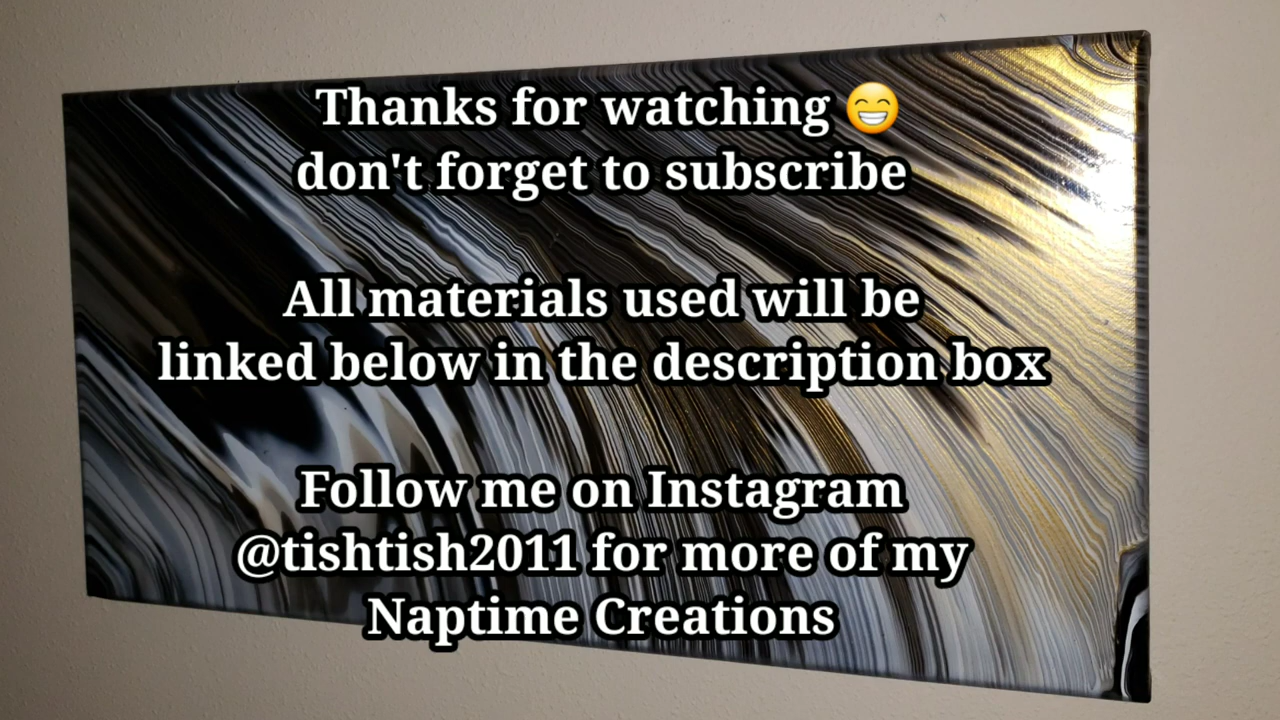 Thanks for watching 😁
don't forget to subscribe
All materials used will be
linked below in the description box
Follow me on Instagram
@tishtish2011 for more of my
Naptime Creations